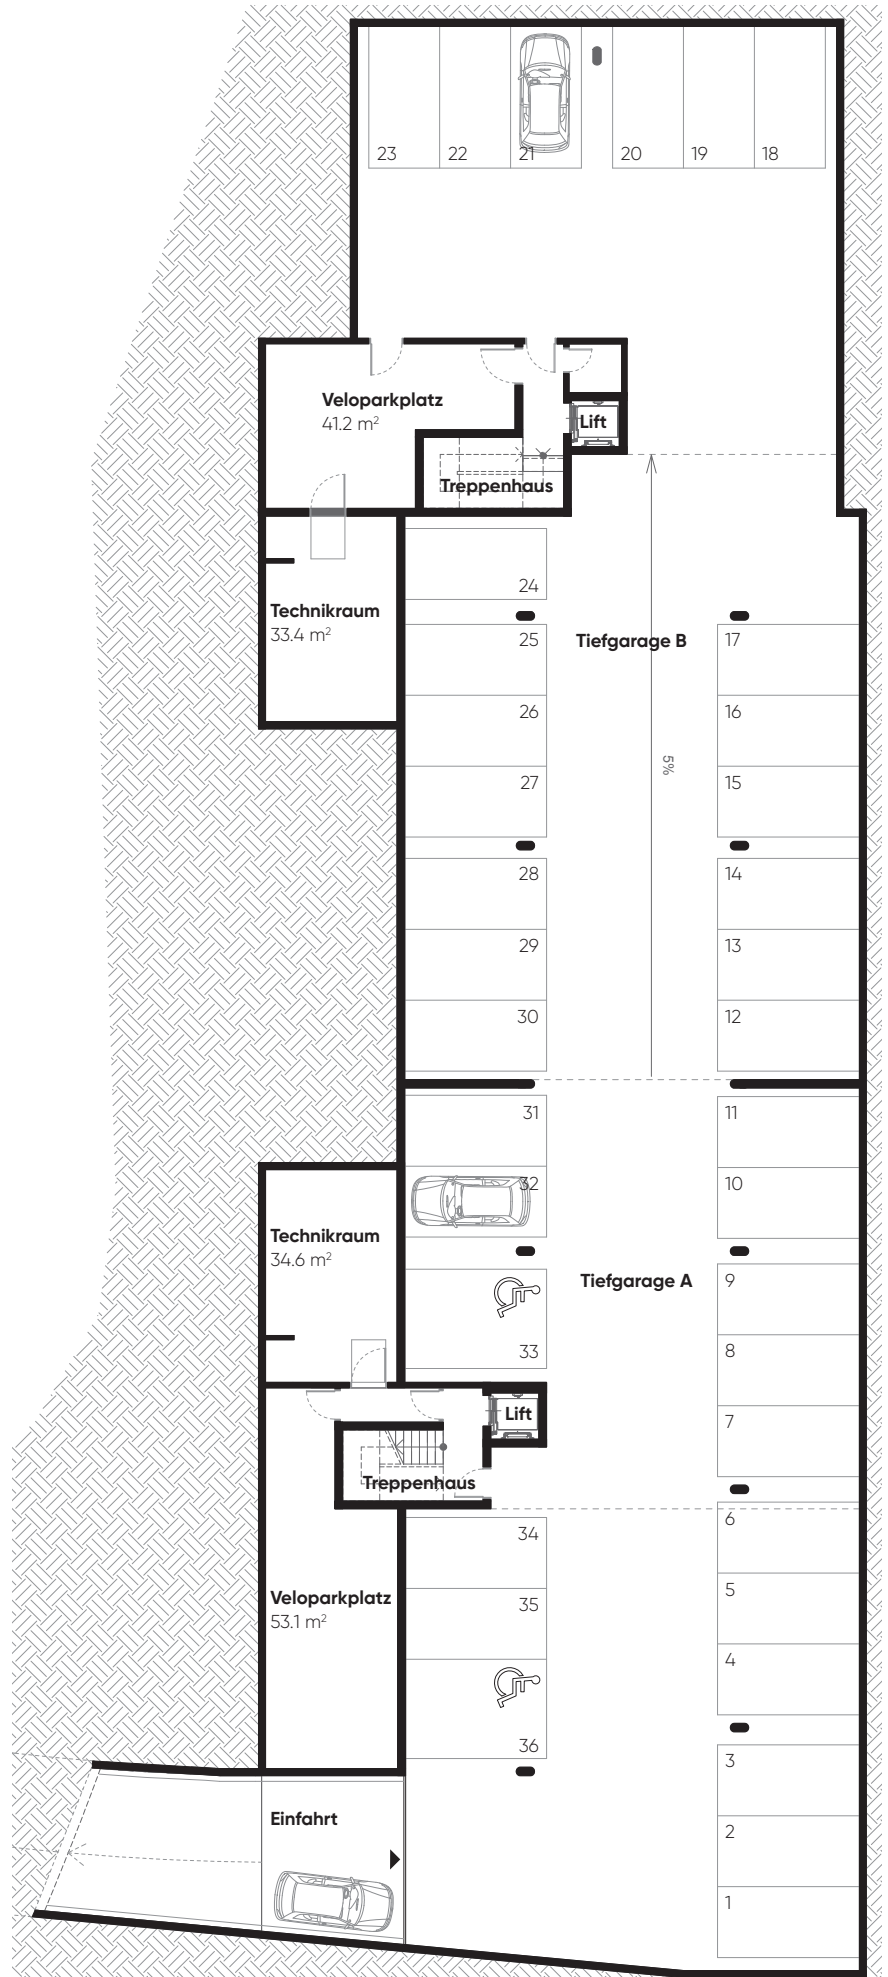 23 22 21 20 19 18
Veloparkplatz
41.2 m²
Lift
Treppenhaus
24
Technikraum
33.4 m²
25 Tiefgarage B 17
26 16
27 5% 15
28 14
29 13
30 12
31 11
32 10
Technikraum
34.6 m²
Tiefgarage A 9
33 8
Lift 7
Treppenhaus
34 6
35 5
Veloparkplatz
53.1 m²
4
36 3
Einfahrt 2
1